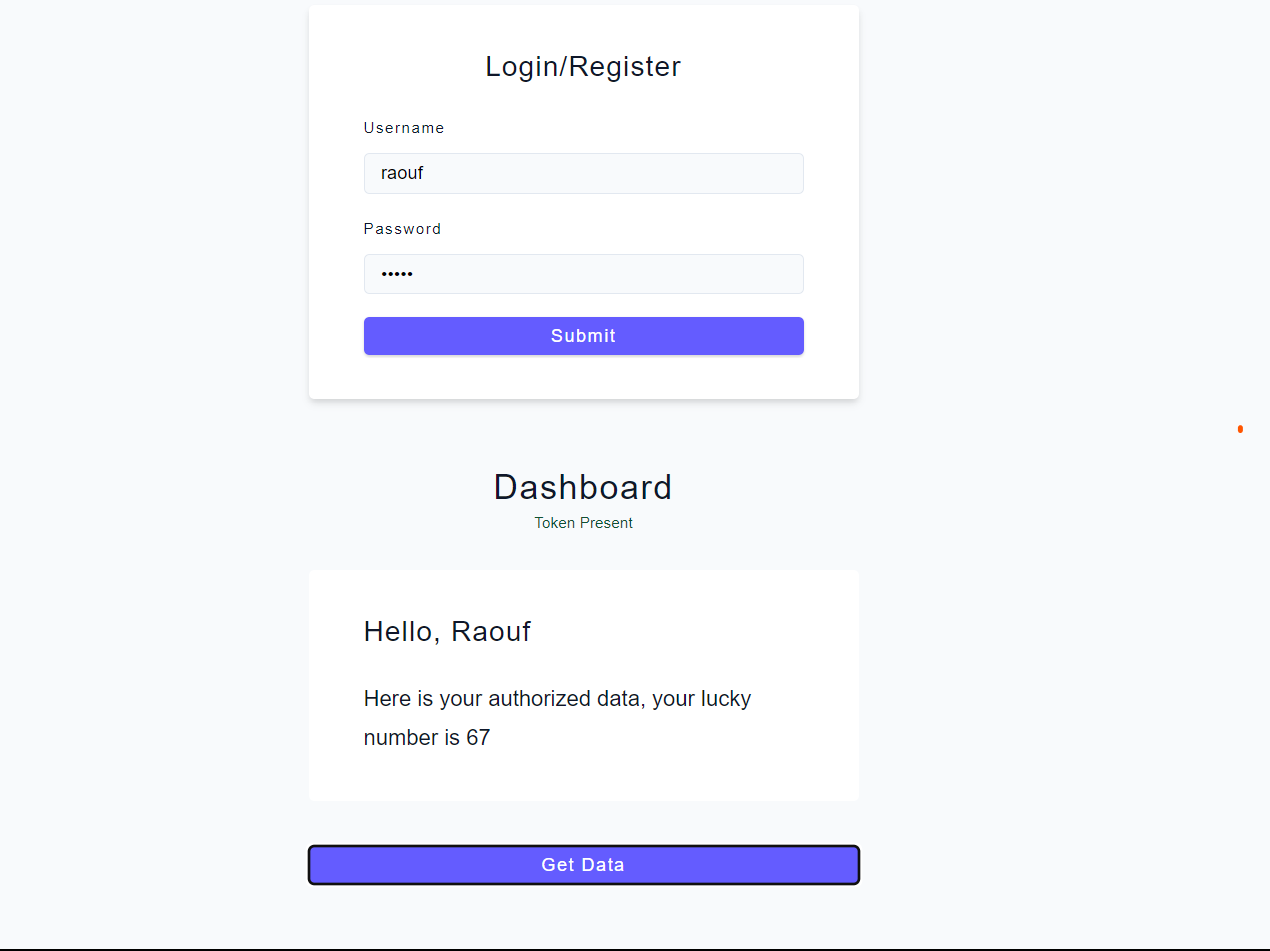 Login/Register
Username
raouf
Password
•••••
Submit
Dashboard
Token Present
Hello, Raouf
Here is your authorized data, your lucky
number is 67
Get Data